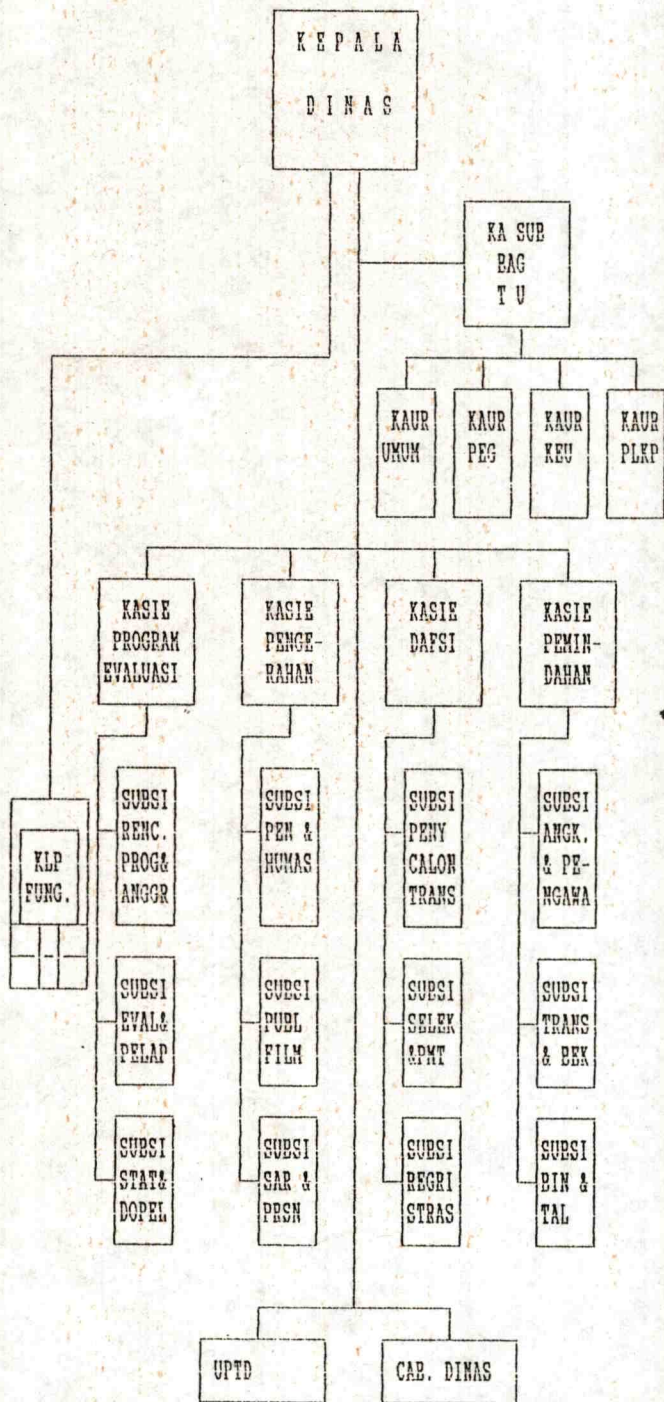 K E P A L A
D I N A S
KA SUB
BAG
T U
KAUR
UMUM
KAUR
PEG
KAUR
KEU
KAUR
PLKP
KASIE
PROGRAM
EVALUASI
KASIE
PENGE-
RAHAN
KASIE
DAFSI
KASIE
PEMIN-
DAHAN
KLP
FUNG.
SUBSI
RENC.
PROG&
ANGGR
SUBSI
PEN &
HUMAS
SUBSI
PENY
CALON
TRANS
SUBSI
ANGK.
& PE-
NGAWA
SUBSI
EVAL&
PELAP
SUBSI
PUBL
FILM
SUBSI
SELEK
&PMT
SUBSI
TRANS
& BEK
SUBSI
STAT&
DOPEL
SUBSI
SAR &
PRSN
SUBSI
REGRI
STRAS
SUBSI
BIN &
TAL
UPTD
CAB. DINAS